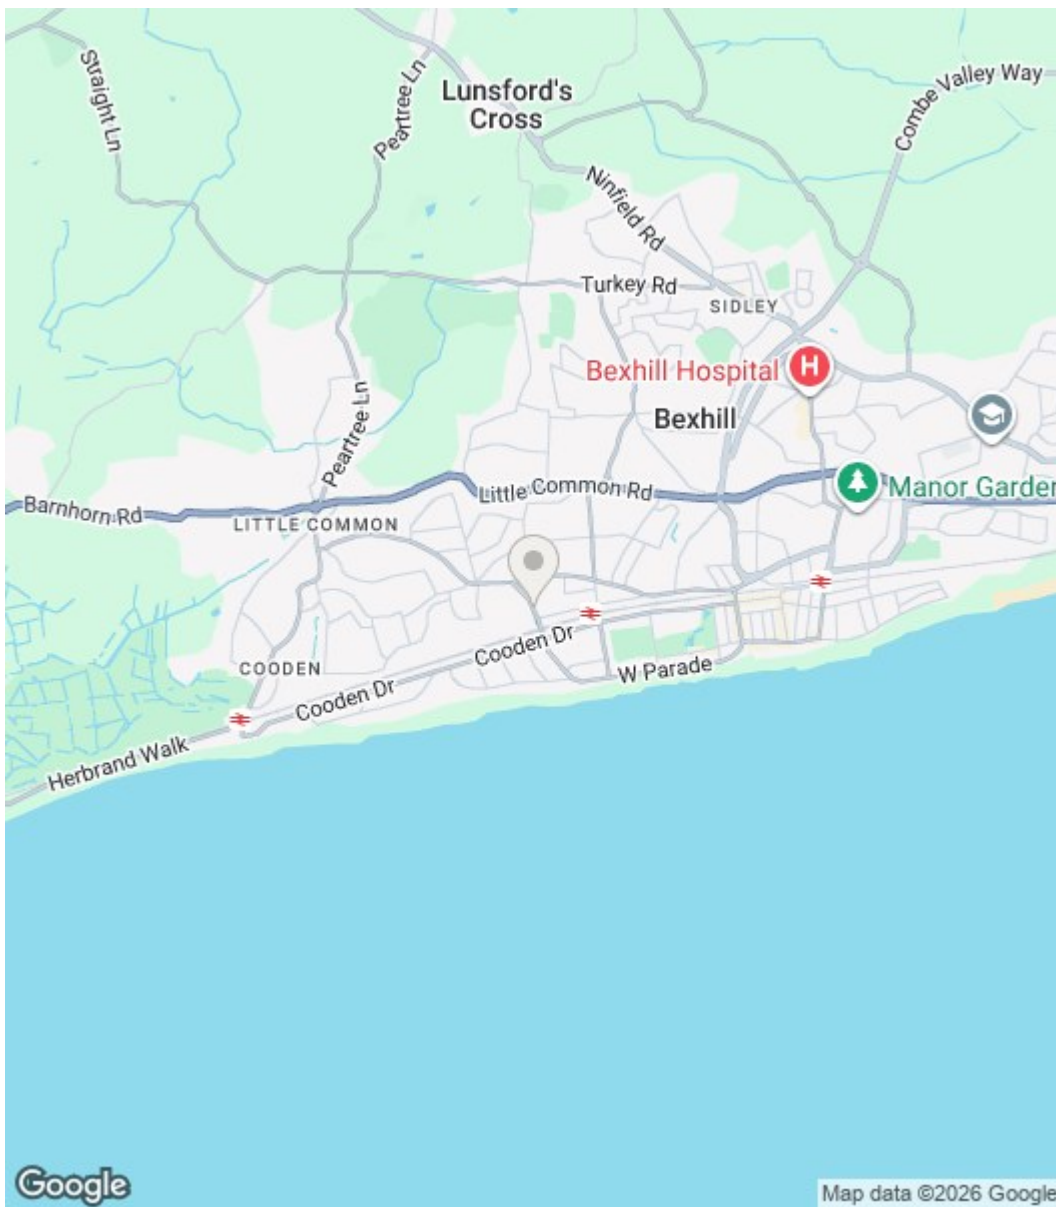 Straight Ln
Peartree Ln
Lunsford's
Cross
Combe Valley Way
Ninfield Rd
Turkey Rd
SIDLEY
Bexhill Hospital
H
Bexhill
Peartree Ln
Barnhorn Rd
LITTLE COMMON
Little Common Rd
Manor Garden
COODEN
Cooden Dr
Cooden Dr
W Parade
Herbrand Walk
Google
Map data ©2026 Google